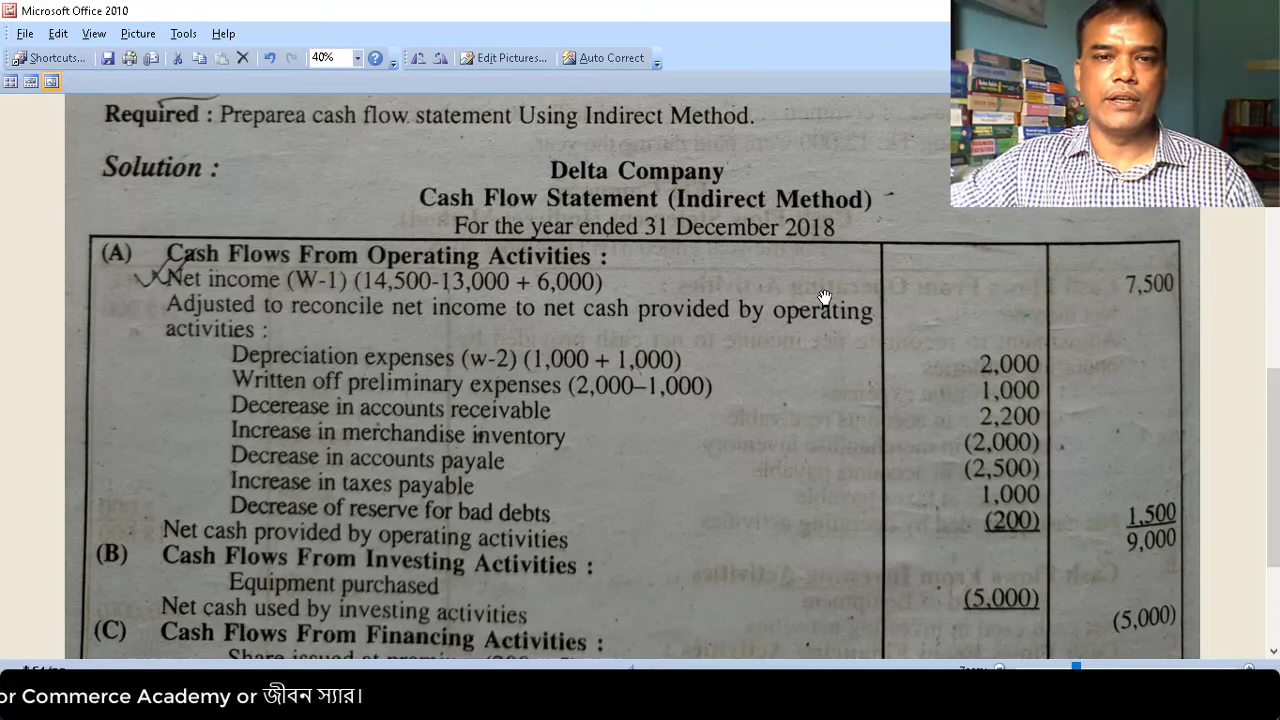 Microsoft Office 2010
File Edit View Picture Tools Help
Shortcuts... 40% Edit Pictures... Auto Correct
Required : Preparea cash flow statement Using Indirect Method.
Solution :
Delta Company
Cash Flow Statement (Indirect Method)
For the year ended 31 December 2018
(A) Cash Flows From Operating Activities :
Net income (W-1) (14,500-13,000 + 6,000) 7,500
Adjusted to reconcile net income to net cash provided by operating
activities :
Depreciation expenses (w-2) (1,000 + 1,000) 2,000
Written off preliminary expenses (2,000–1,000) 1,000
Decerease in accounts receivable 2,200
Increase in merchandise inventory (2,000)
Decrease in accounts payale (2,500)
Increase in taxes payable 1,000
Decrease of reserve for bad debts (200) 1,500
Net cash provided by operating activities 9,000
(B) Cash Flows From Investing Activities :
Equipment purchased (5,000)
Net cash used by investing activities (5,000)
(C) Cash Flows From Financing Activities :
or Commerce Academy or জীবন স্যার।